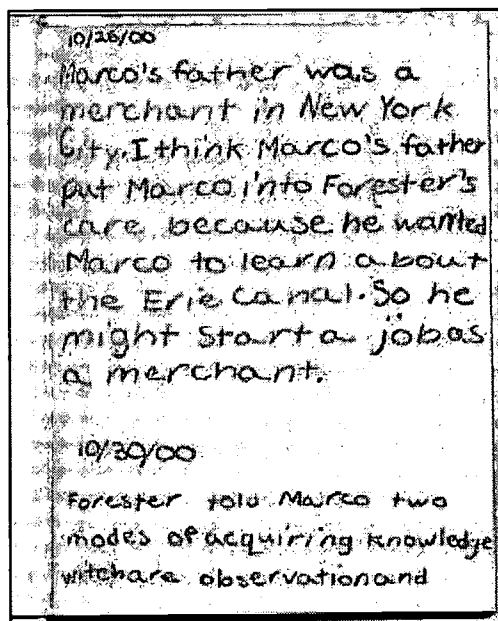 10/26/00
Marco's father was a
merchant in New York
City. I think Marco's father
put Marco into Forester's
care because he wanted
Marco to learn about
the Erie Canal. So he
might start a job as
a merchant.
10/30/00
Forester told Marco two
modes of acquiring knowledge
witch are observation and